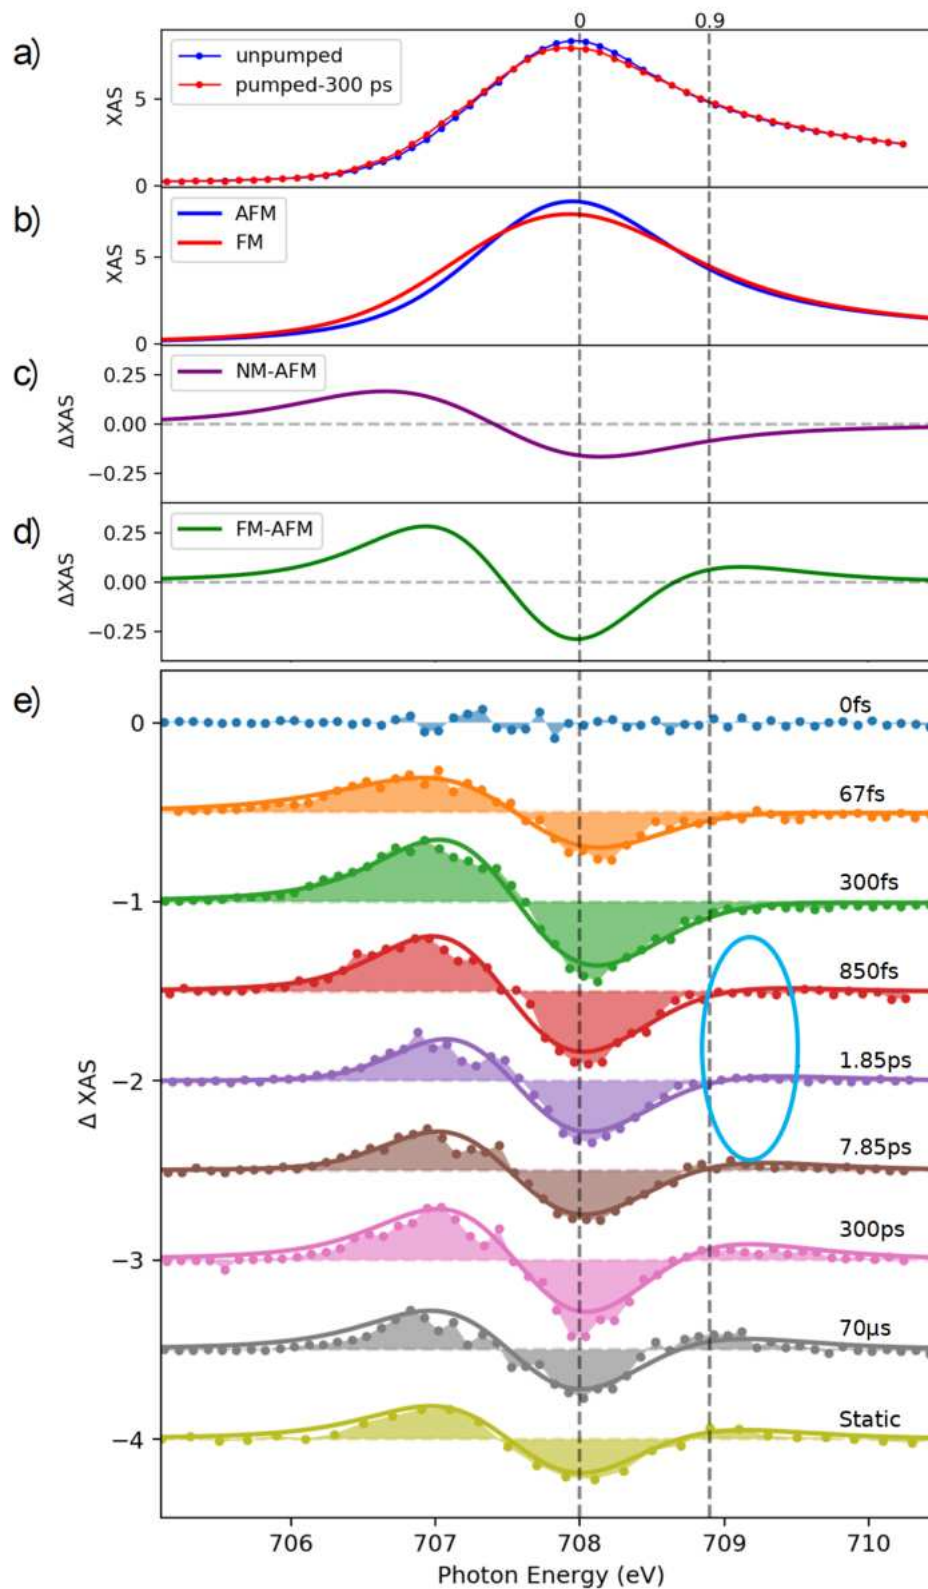 0 0.9
a)
unpumped
pumped-300 ps
XAS
5
0
b)
AFM
FM
XAS
5
0
c)
NM-AFM
ΔXAS
0.25
0.00
−0.25
d)
FM-AFM
ΔXAS
0.25
0.00
−0.25
e)
0
−1
−2
−3
−4
Δ XAS
0fs
67fs
300fs
850fs
1.85ps
7.85ps
300ps
70μs
Static
706 707 708 709 710
Photon Energy (eV)